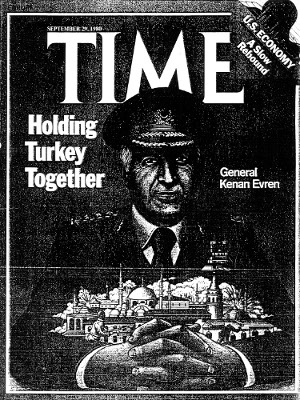 SEPTEMBER 29, 1980
U.S. ECONOMY
A Slow
Rebound
TIME
Holding
Turkey
Together
General
Kenan Evren